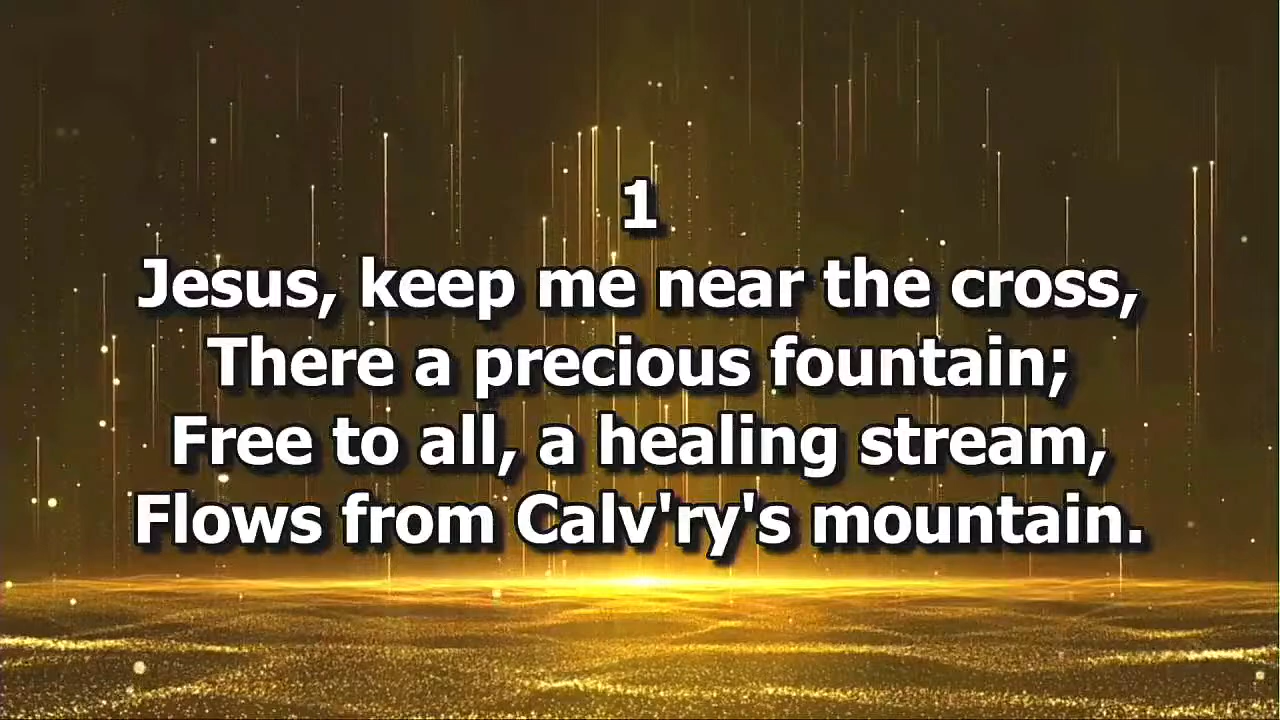 1
Jesus, keep me near the cross,
There a precious fountain;
Free to all, a healing stream,
Flows from Calv'ry's mountain.